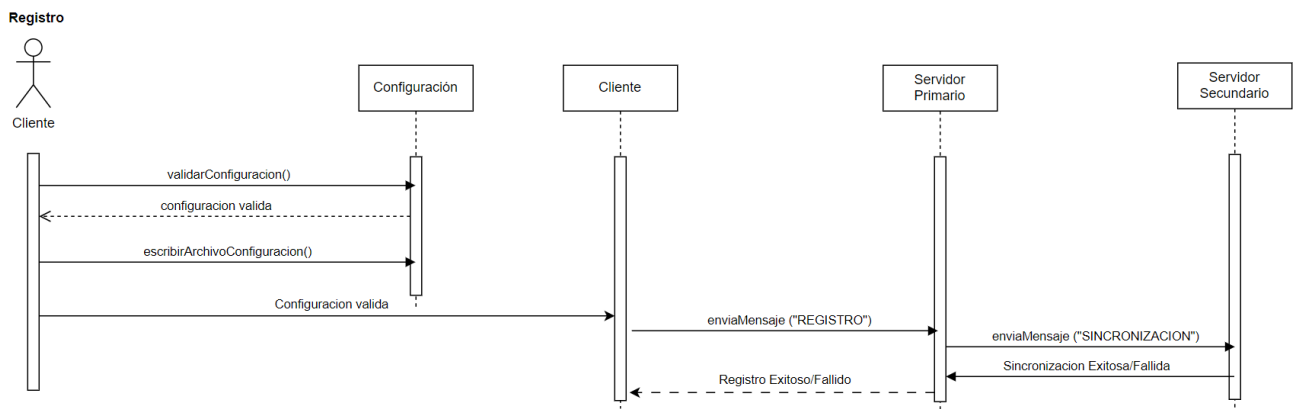 Registro
Cliente
Configuración
Cliente
Servidor
Primario
Servidor
Secundario
validarConfiguracion()
configuracion valida
escribirArchivoConfiguracion()
Configuracion valida
enviaMensaje ("REGISTRO")
enviaMensaje ("SINCRONIZACION")
Sincronizacion Exitosa/Fallida
Registro Exitoso/Fallido